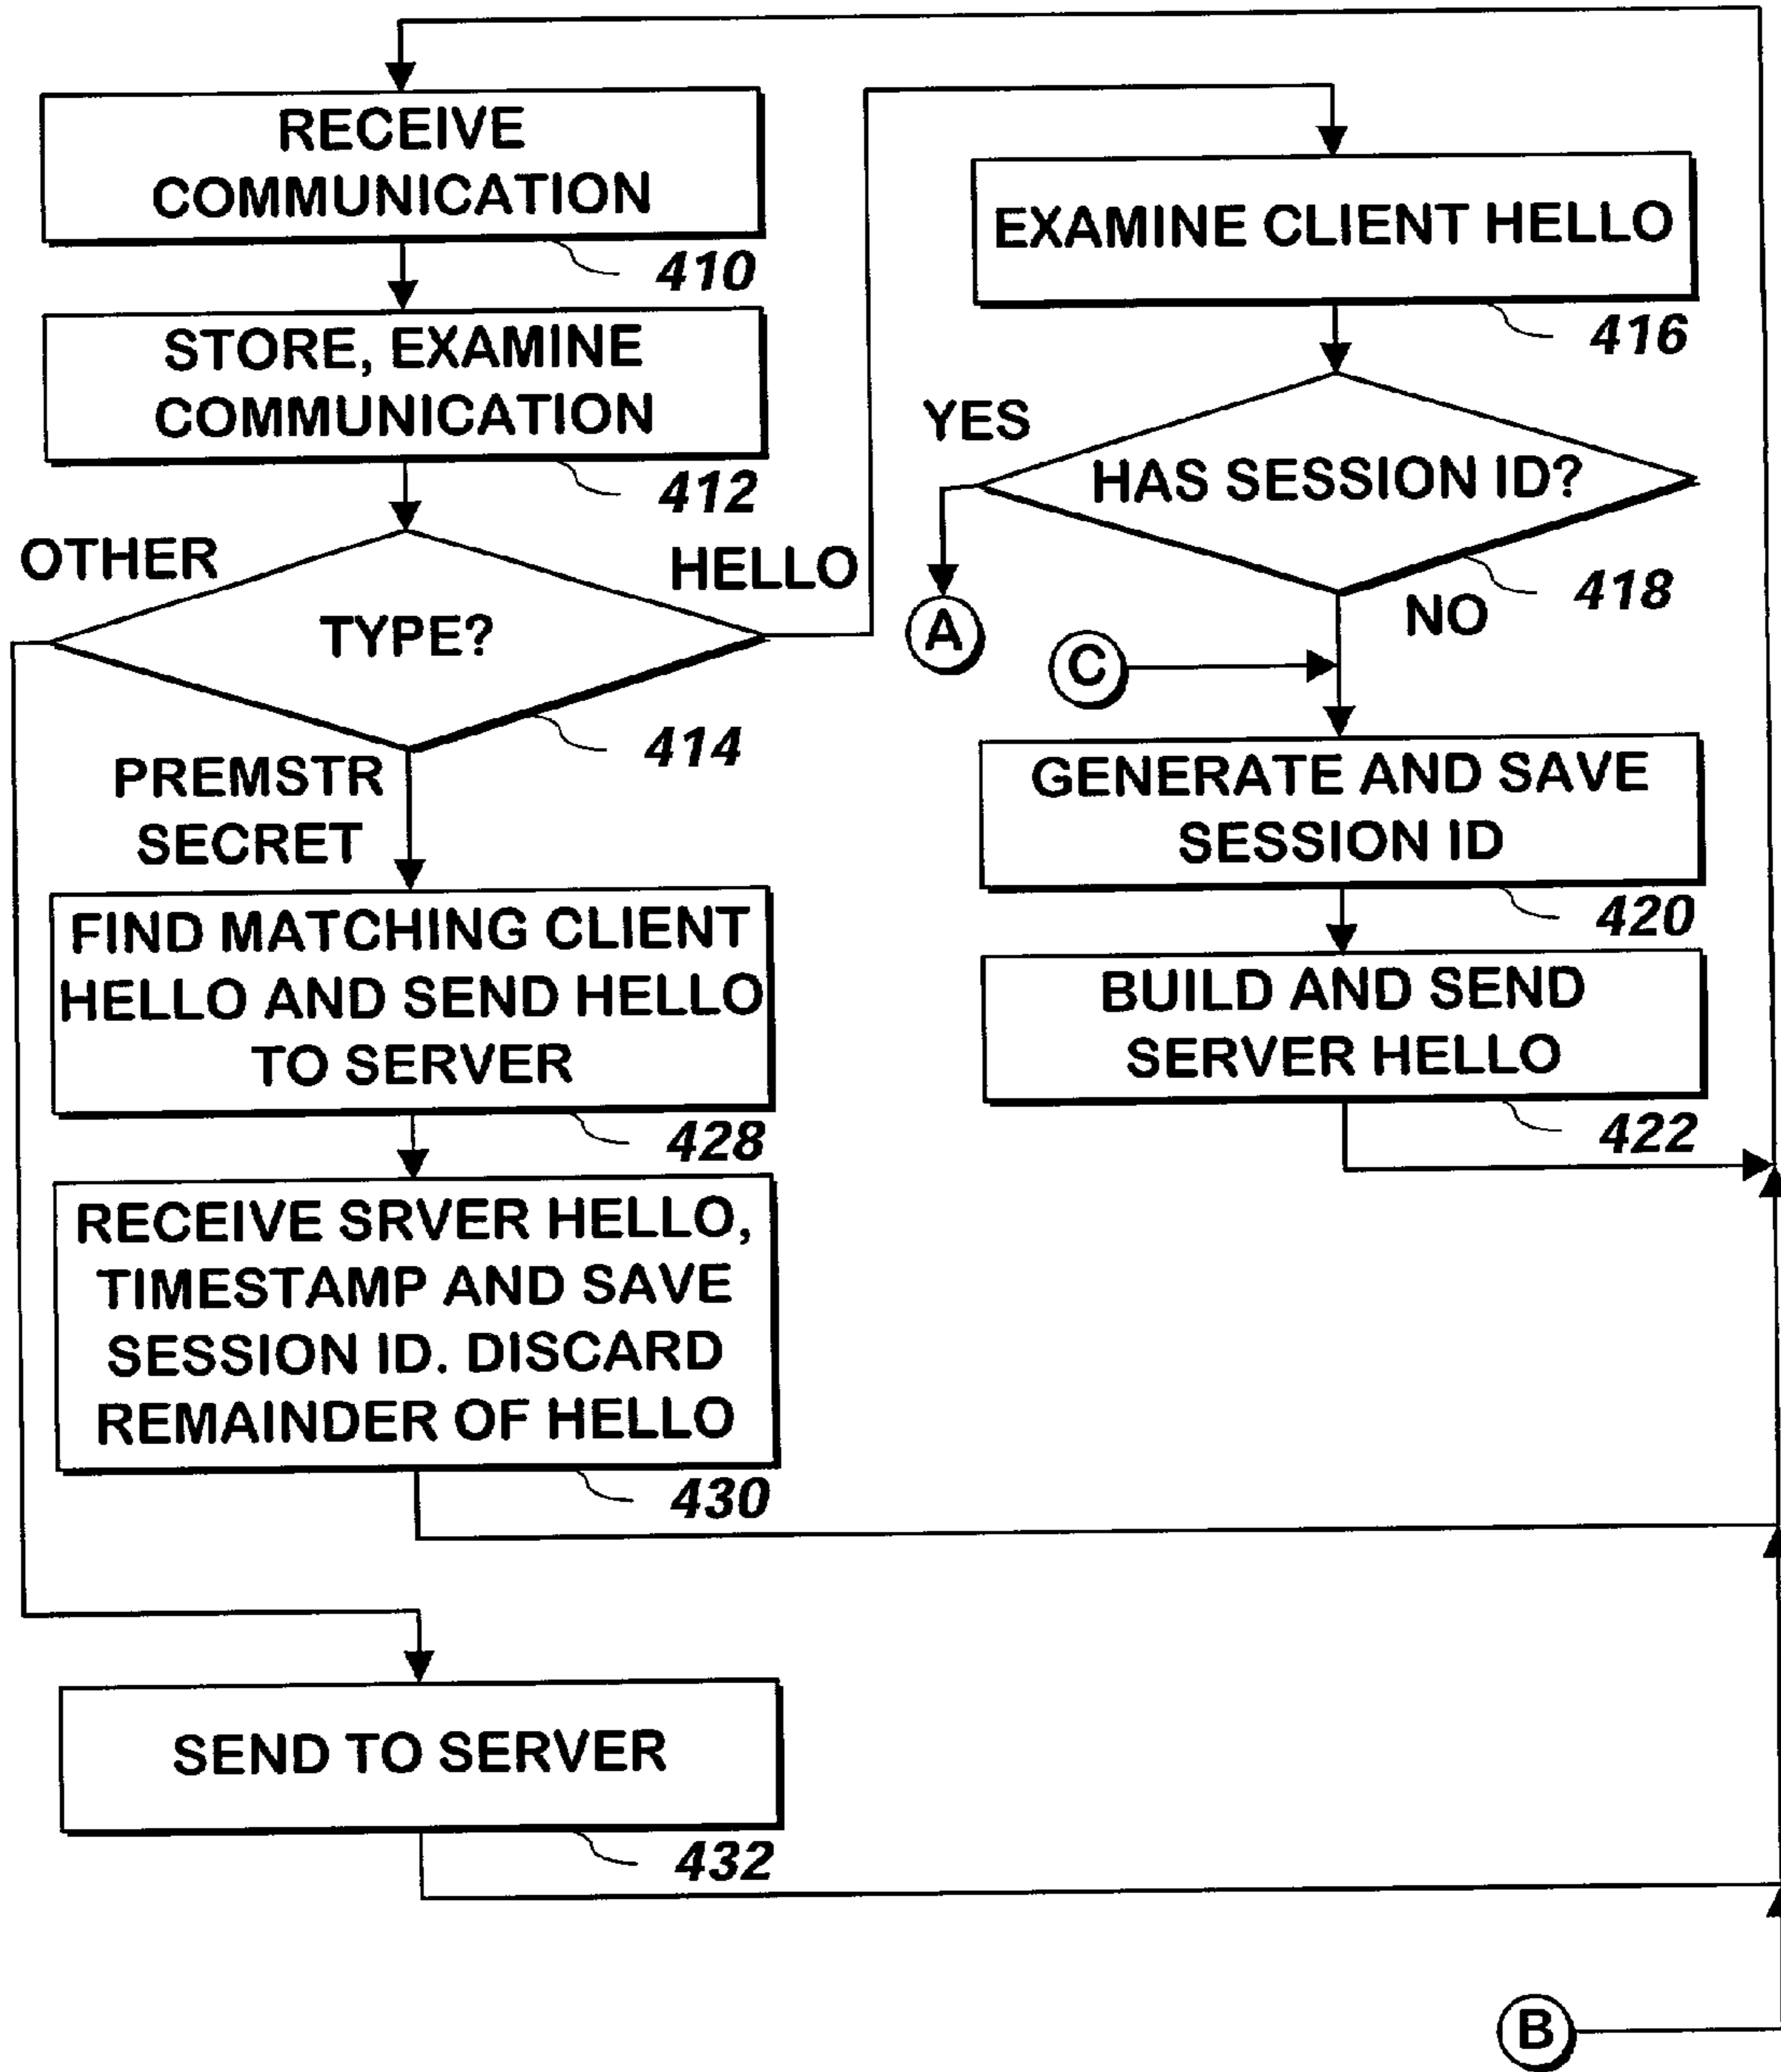 RECEIVE
COMMUNICATION
410
STORE, EXAMINE
COMMUNICATION
412
OTHER
HELLO
TYPE?
414
PREMSTR
SECRET
FIND MATCHING CLIENT
HELLO AND SEND HELLO
TO SERVER
428
RECEIVE SRVER HELLO,
TIMESTAMP AND SAVE
SESSION ID. DISCARD
REMAINDER OF HELLO
430
SEND TO SERVER
432
EXAMINE CLIENT HELLO
416
YES
HAS SESSION ID?
418
NO
A
C
GENERATE AND SAVE
SESSION ID
420
BUILD AND SEND
SERVER HELLO
422
B